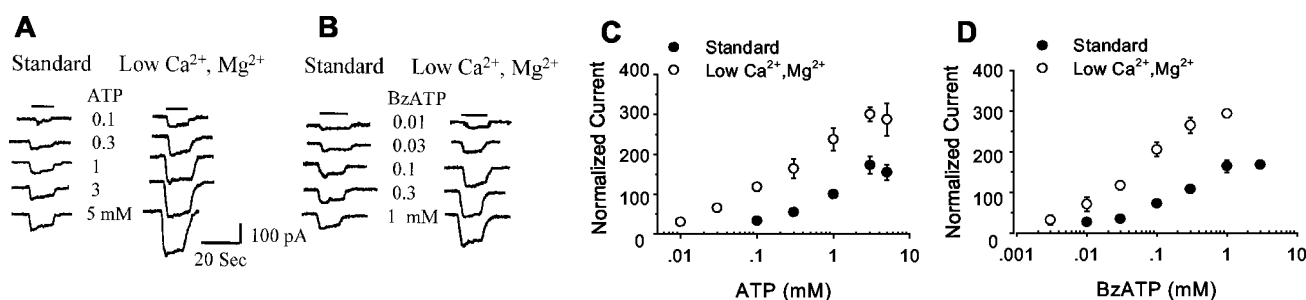 A
Standard Low Ca2+, Mg2+
ATP
0.1
0.3
1
3
5 mM
100 pA
20 Sec
B
Standard Low Ca2+, Mg2+
BzATP
0.01
0.03
0.1
0.3
1 mM
C
Standard
Low Ca2+,Mg2+
Normalized Current
400
300
200
100
0
.01 .1 1 10
ATP (mM)
D
Standard
Low Ca2+,Mg2+
Normalized Current
400
300
200
100
0
0.001 .01 .1 1 10
BzATP (mM)